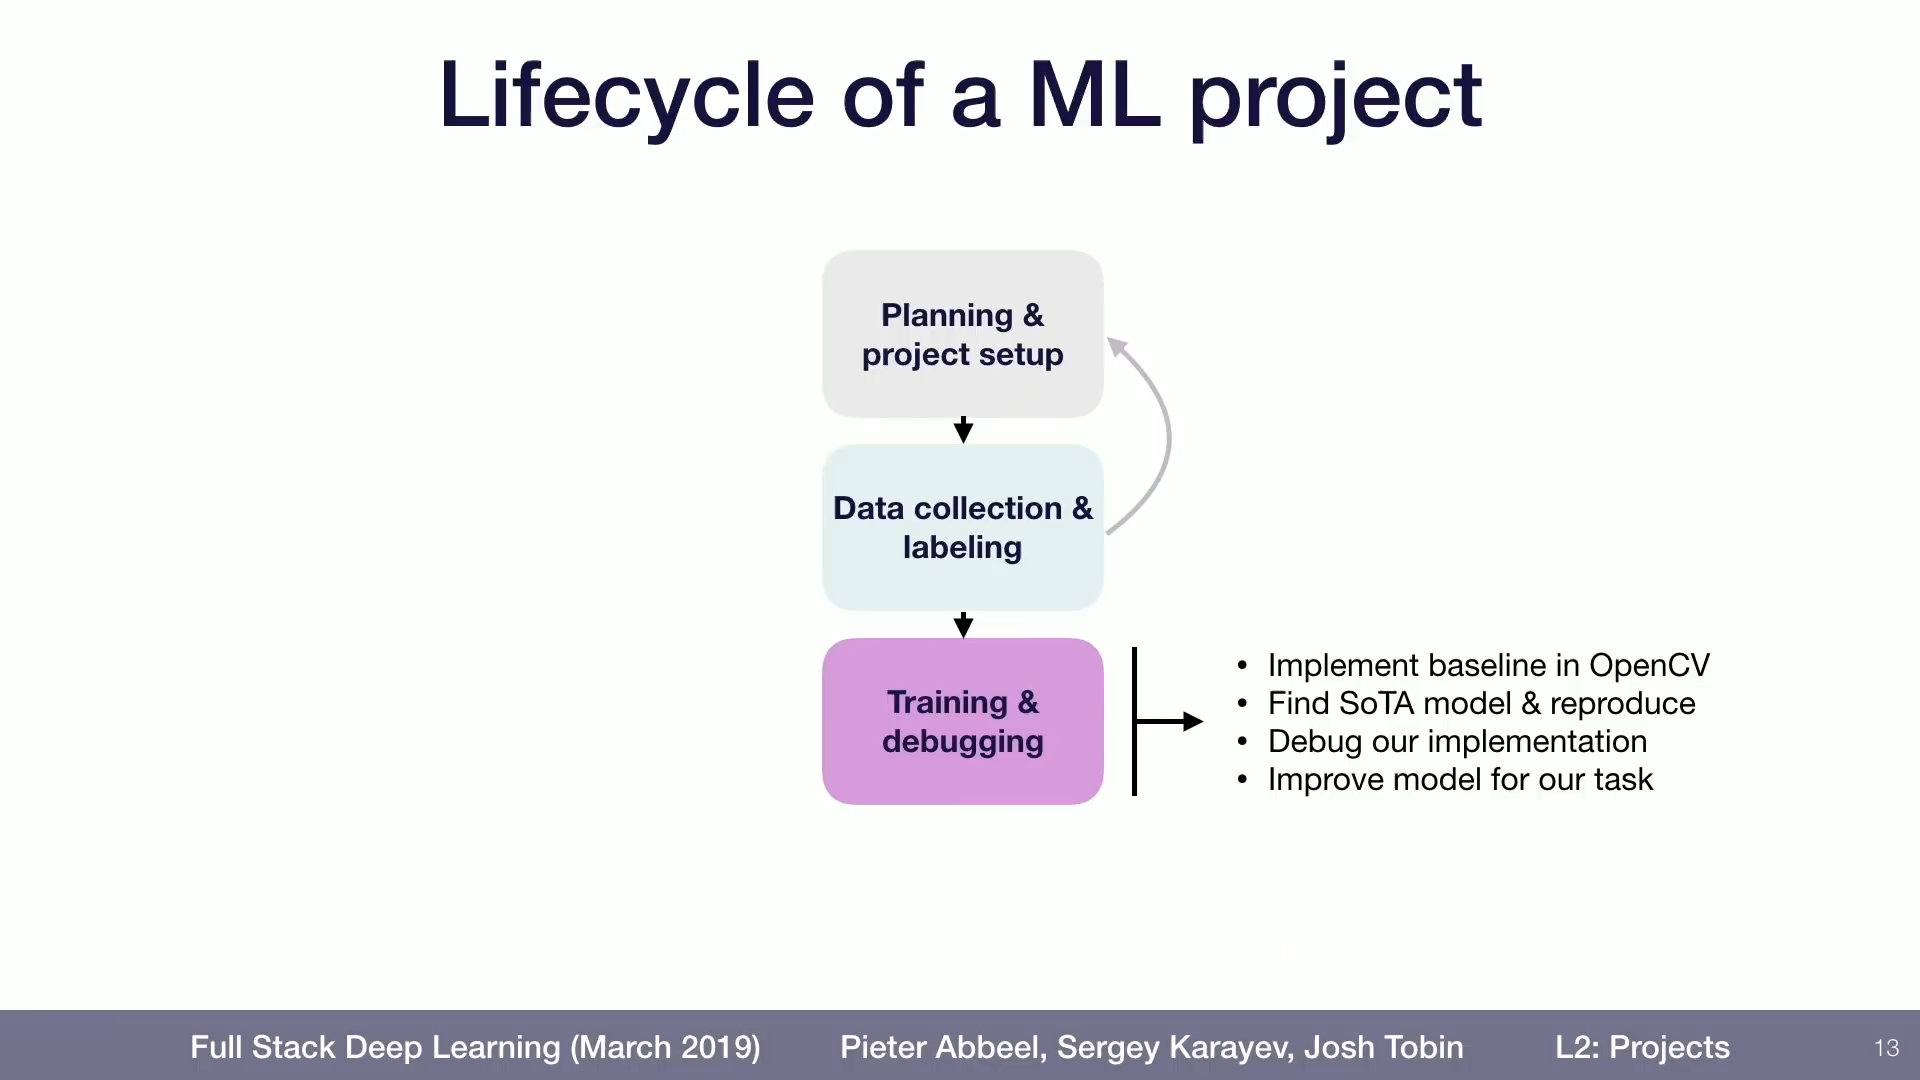 Lifecycle of a ML project
Planning &
project setup
Data collection &
labeling
Training &
debugging
• Implement baseline in OpenCV
• Find SoTA model & reproduce
• Debug our implementation
• Improve model for our task
Full Stack Deep Learning (March 2019) Pieter Abbeel, Sergey Karayev, Josh Tobin L2: Projects 13